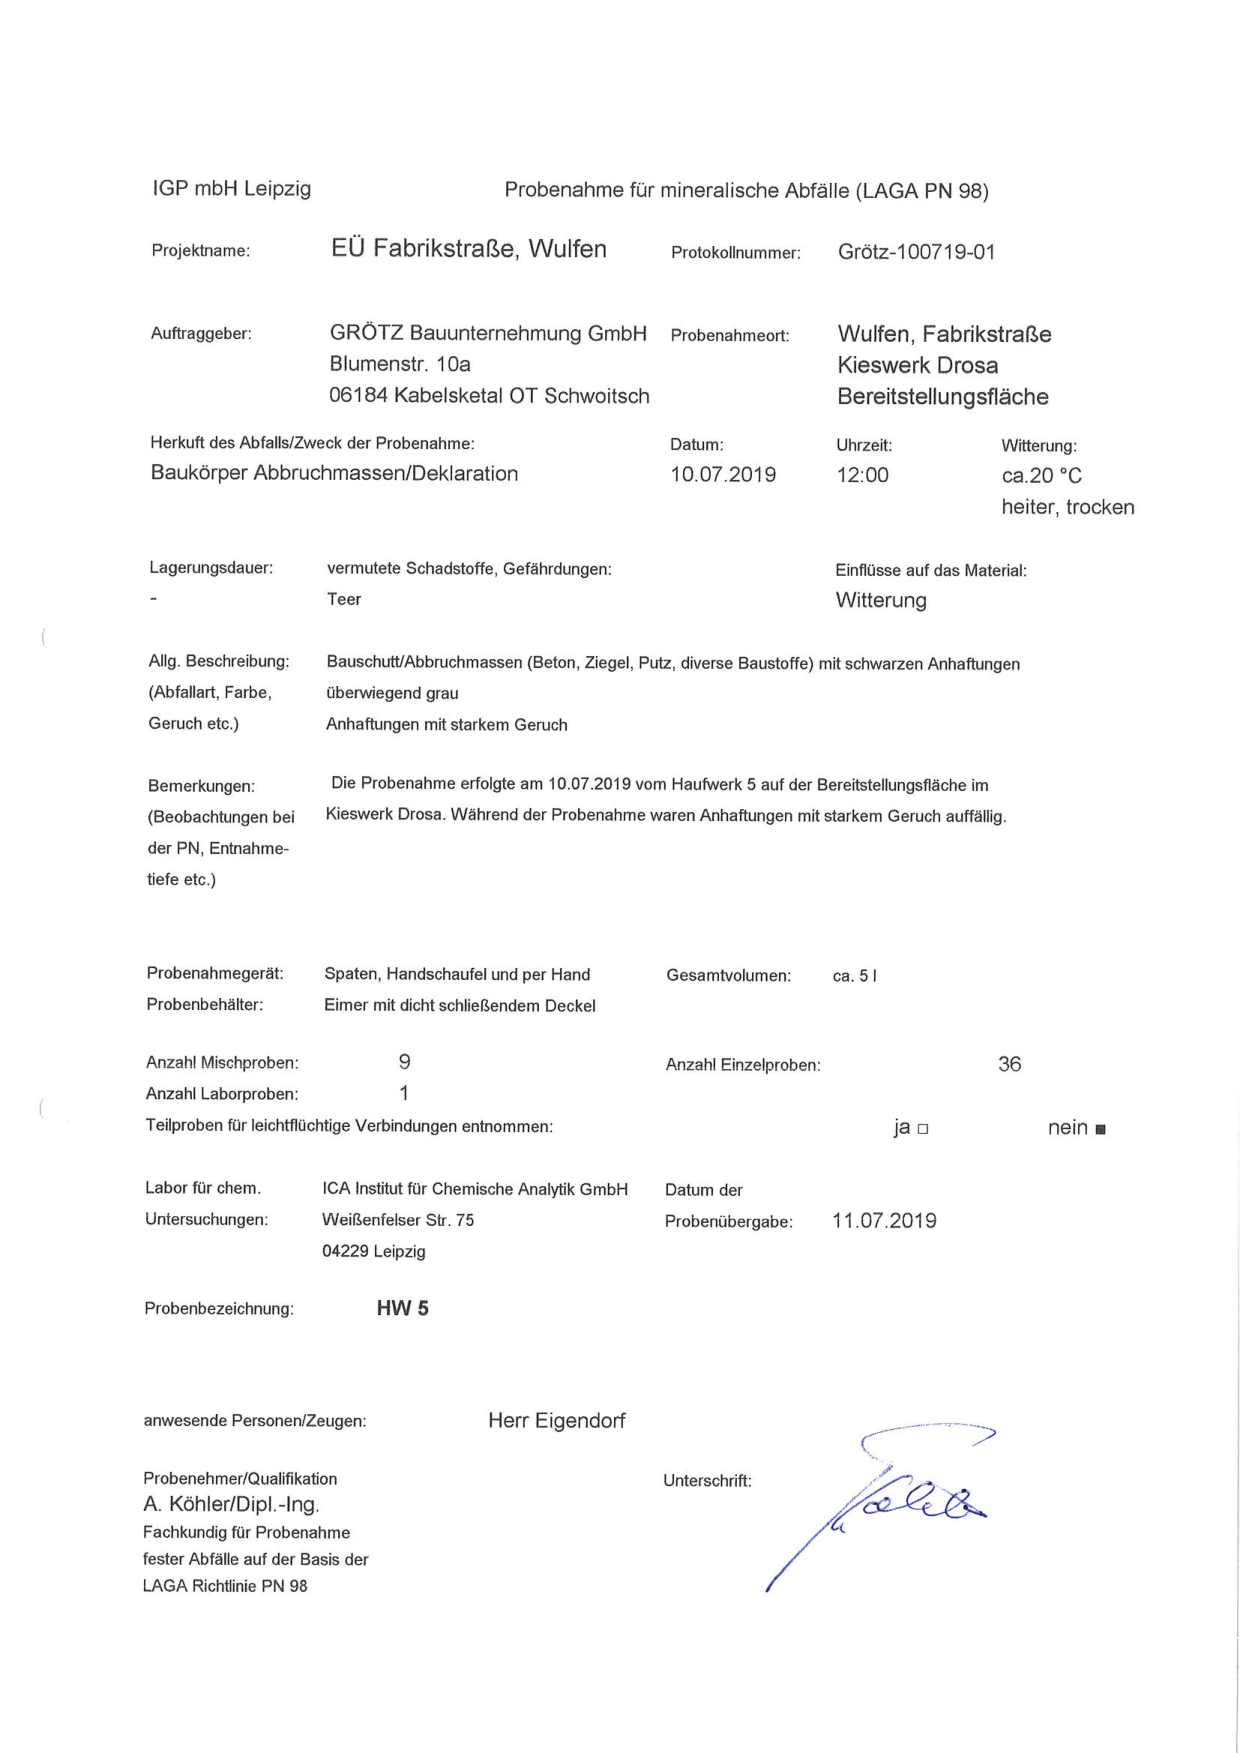 IGP mbH Leipzig Probenahme für mineralische Abfälle (LAGA PN 98)
Projektname: EÜ Fabrikstraße, Wulfen Protokollnummer: Grötz-100719-01
Auftraggeber: GRÖTZ Bauunternehmung GmbH Probenahmeort: Wulfen, Fabrikstraße
Blumenstr. 10a Kieswerk Drosa
06184 Kabelsketal OT Schwoitsch Bereitstellungsfläche
Herkuft des Abfalls/Zweck der Probenahme: Datum: Uhrzeit: Witterung:
Baukörper Abbruchmassen/Deklaration 10.07.2019 12:00 ca.20 °C
heiter, trocken
Lagerungsdauer: vermutete Schadstoffe, Gefährdungen: Einflüsse auf das Material:
- Teer Witterung
Allg. Beschreibung: Bauschutt/Abbruchmassen (Beton, Ziegel, Putz, diverse Baustoffe) mit schwarzen Anhaftungen
(Abfallart, Farbe, überwiegend grau
Geruch etc.) Anhaftungen mit starkem Geruch
Bemerkungen: Die Probenahme erfolgte am 10.07.2019 vom Haufwerk 5 auf der Bereitstellungsfläche im
(Beobachtungen bei Kieswerk Drosa. Während der Probenahme waren Anhaftungen mit starkem Geruch auffällig.
der PN, Entnahme-
tiefe etc.)
Probenahmegerät: Spaten, Handschaufel und per Hand Gesamtvolumen: ca. 5 l
Probenbehälter: Eimer mit dicht schließendem Deckel
Anzahl Mischproben: 9 Anzahl Einzelproben: 36
Anzahl Laborproben: 1
Teilproben für leichtflüchtige Verbindungen entnommen: ja □ nein ■
Labor für chem. ICA Institut für Chemische Analytik GmbH Datum der
Untersuchungen: Weißenfelser Str. 75 Probenübergabe: 11.07.2019
04229 Leipzig
Probenbezeichnung: HW 5
anwesende Personen/Zeugen: Herr Eigendorf
Probenehmer/Qualifikation Unterschrift:
A. Köhler/Dipl.-Ing.
Fachkundig für Probenahme
fester Abfälle auf der Basis der
LAGA Richtlinie PN 98